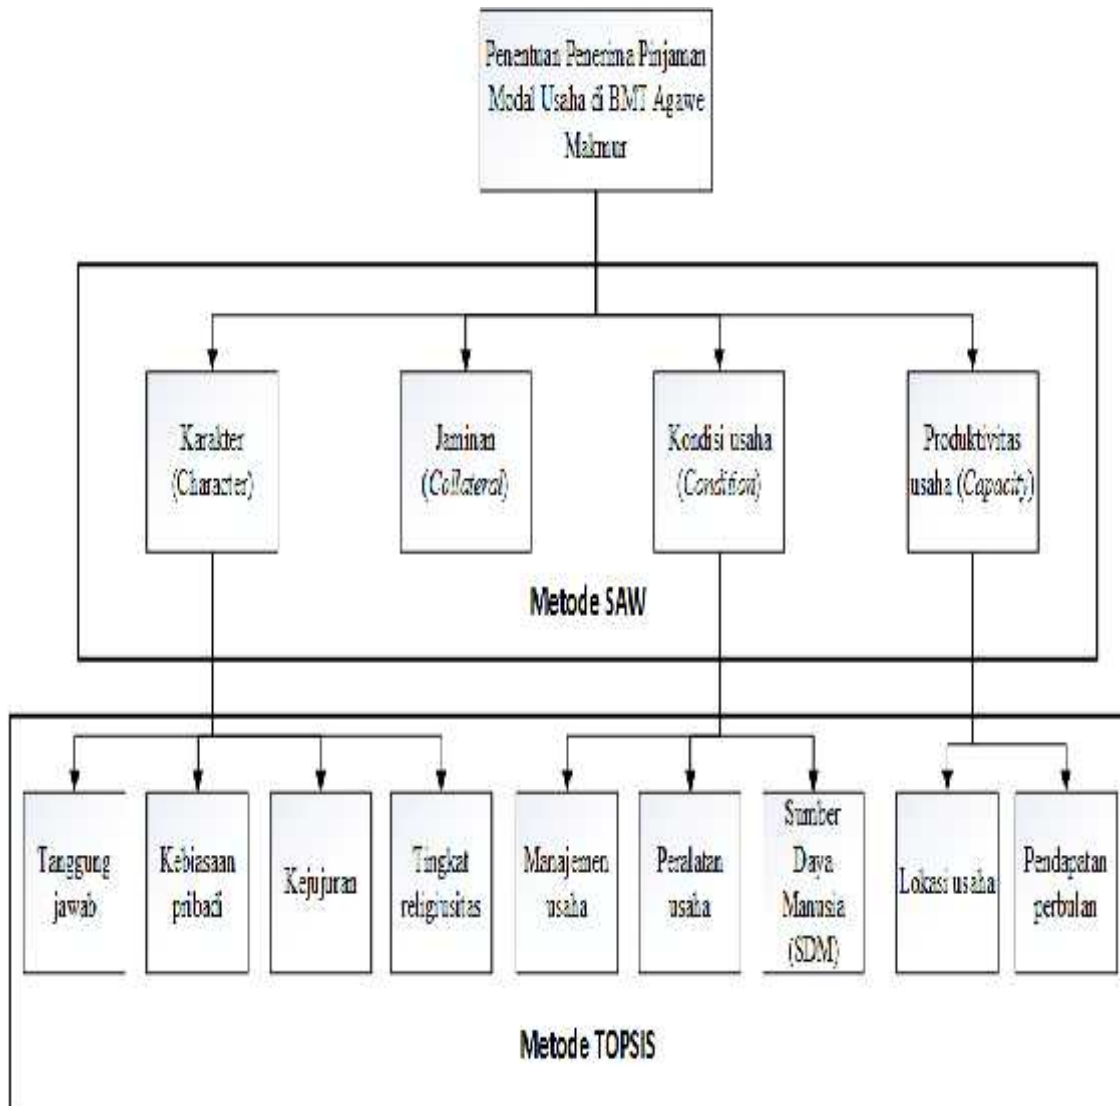 Penentuan Penerima Pinjaman
Modal Usaha di BMT Agawe
Makmur
Karakter
(Character)
Jaminan
(Collateral)
Kondisi usaha
(Condition)
Produktivitas
usaha (Capacity)
Metode SAW
Tanggung
jawab
Kebiasaan
pribadi
Kejujuran
Tingkat
religiusitas
Manajemen
usaha
Peralatan
usaha
Sumber
Daya
Manusia
(SDM)
Lokasi usaha
Pendapatan
perbulan
Metode TOPSIS